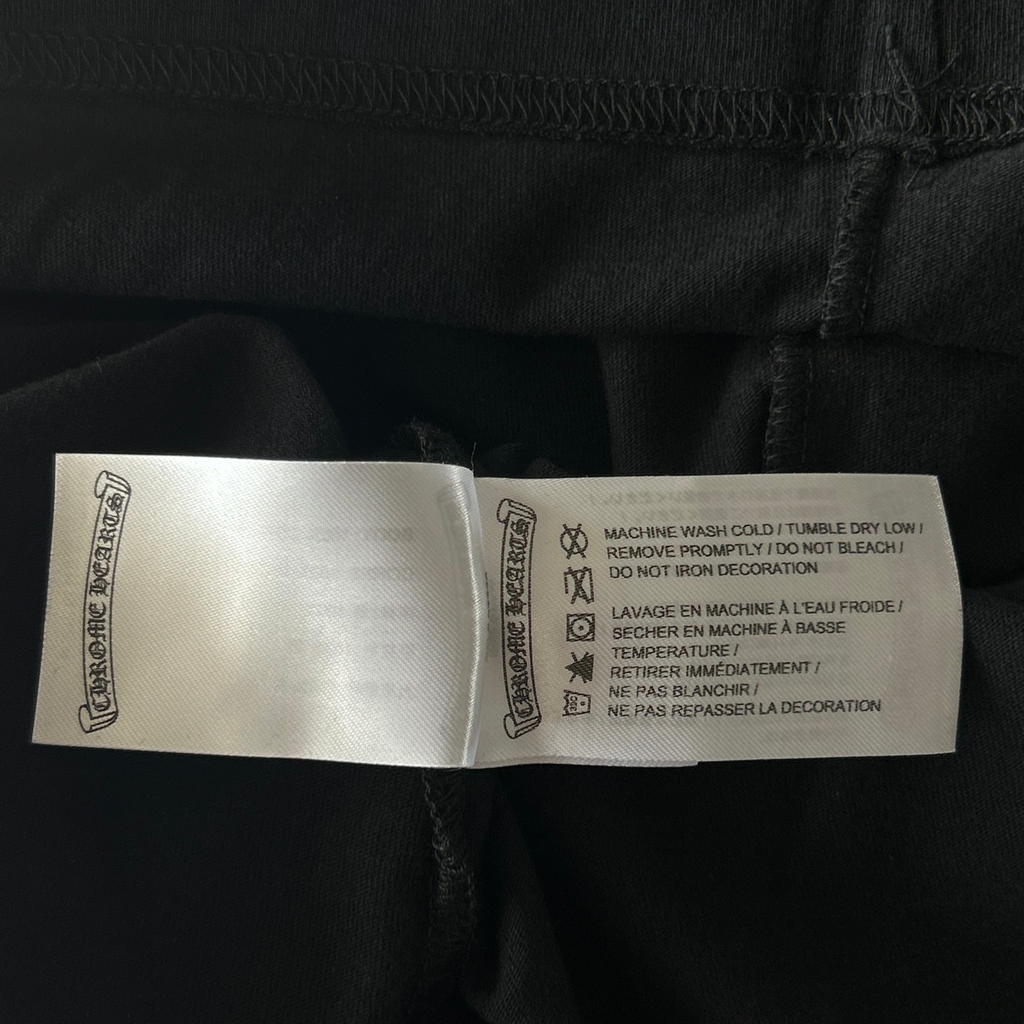 CHROME HEARTS
CHROME HEARTS
MACHINE WASH COLD / TUMBLE DRY LOW /
REMOVE PROMPTLY / DO NOT BLEACH /
DO NOT IRON DECORATION
LAVAGE EN MACHINE À L'EAU FROIDE /
SECHER EN MACHINE À BASSE
TEMPERATURE /
RETIRER IMMÉDIATEMENT /
NE PAS BLANCHIR /
NE PAS REPASSER LA DECORATION
30C